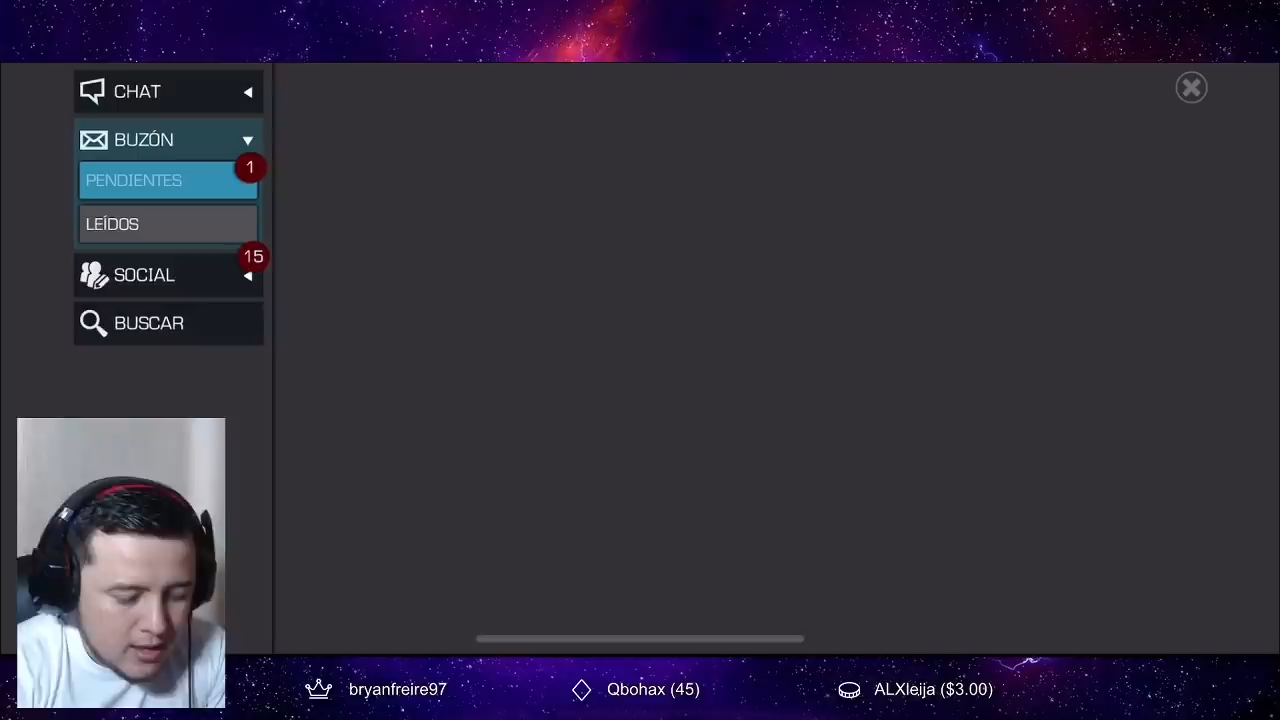 CHAT
BUZÓN
1
PENDIENTES
LEÍDOS
15
SOCIAL
BUSCAR
bryanfreire97 Qbohax (45) ALXleija ($3.00)